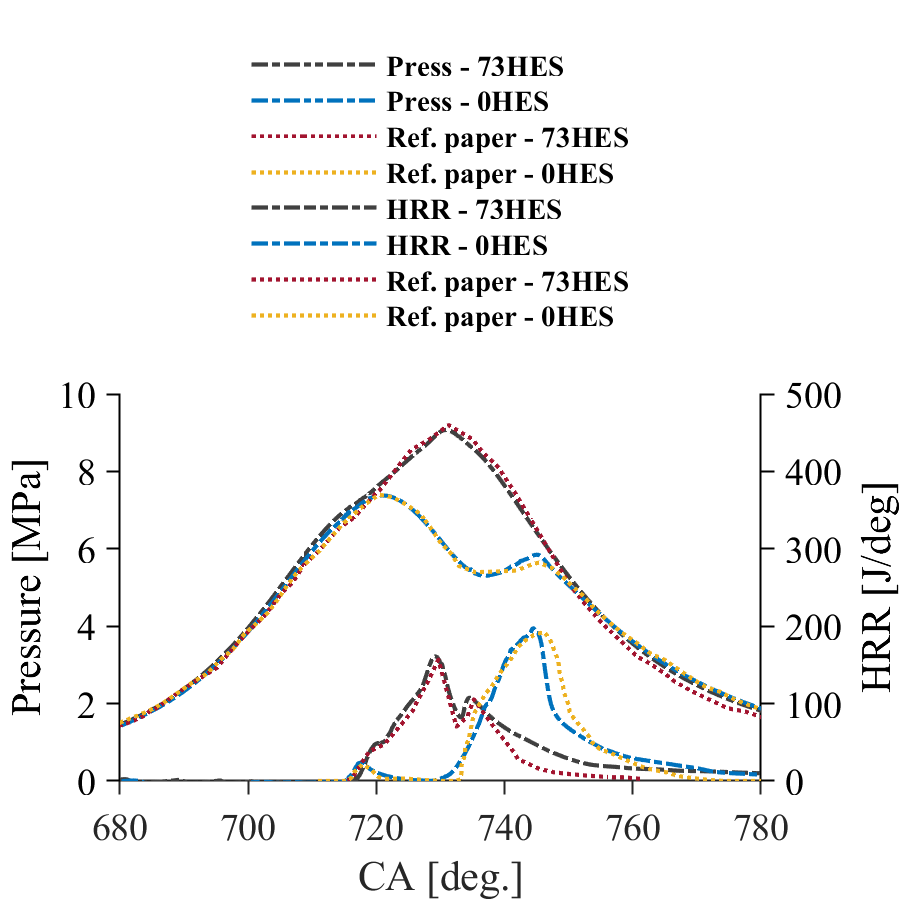 Press - 73HES
Press - 0HES
Ref. paper - 73HES
Ref. paper - 0HES
HRR - 73HES
HRR - 0HES
Ref. paper - 73HES
Ref. paper - 0HES
10
8
6
4
2
0
Pressure [MPa]
500
400
300
200
100
0
HRR [J/deg]
680 700 720 740 760 780
CA [deg.]